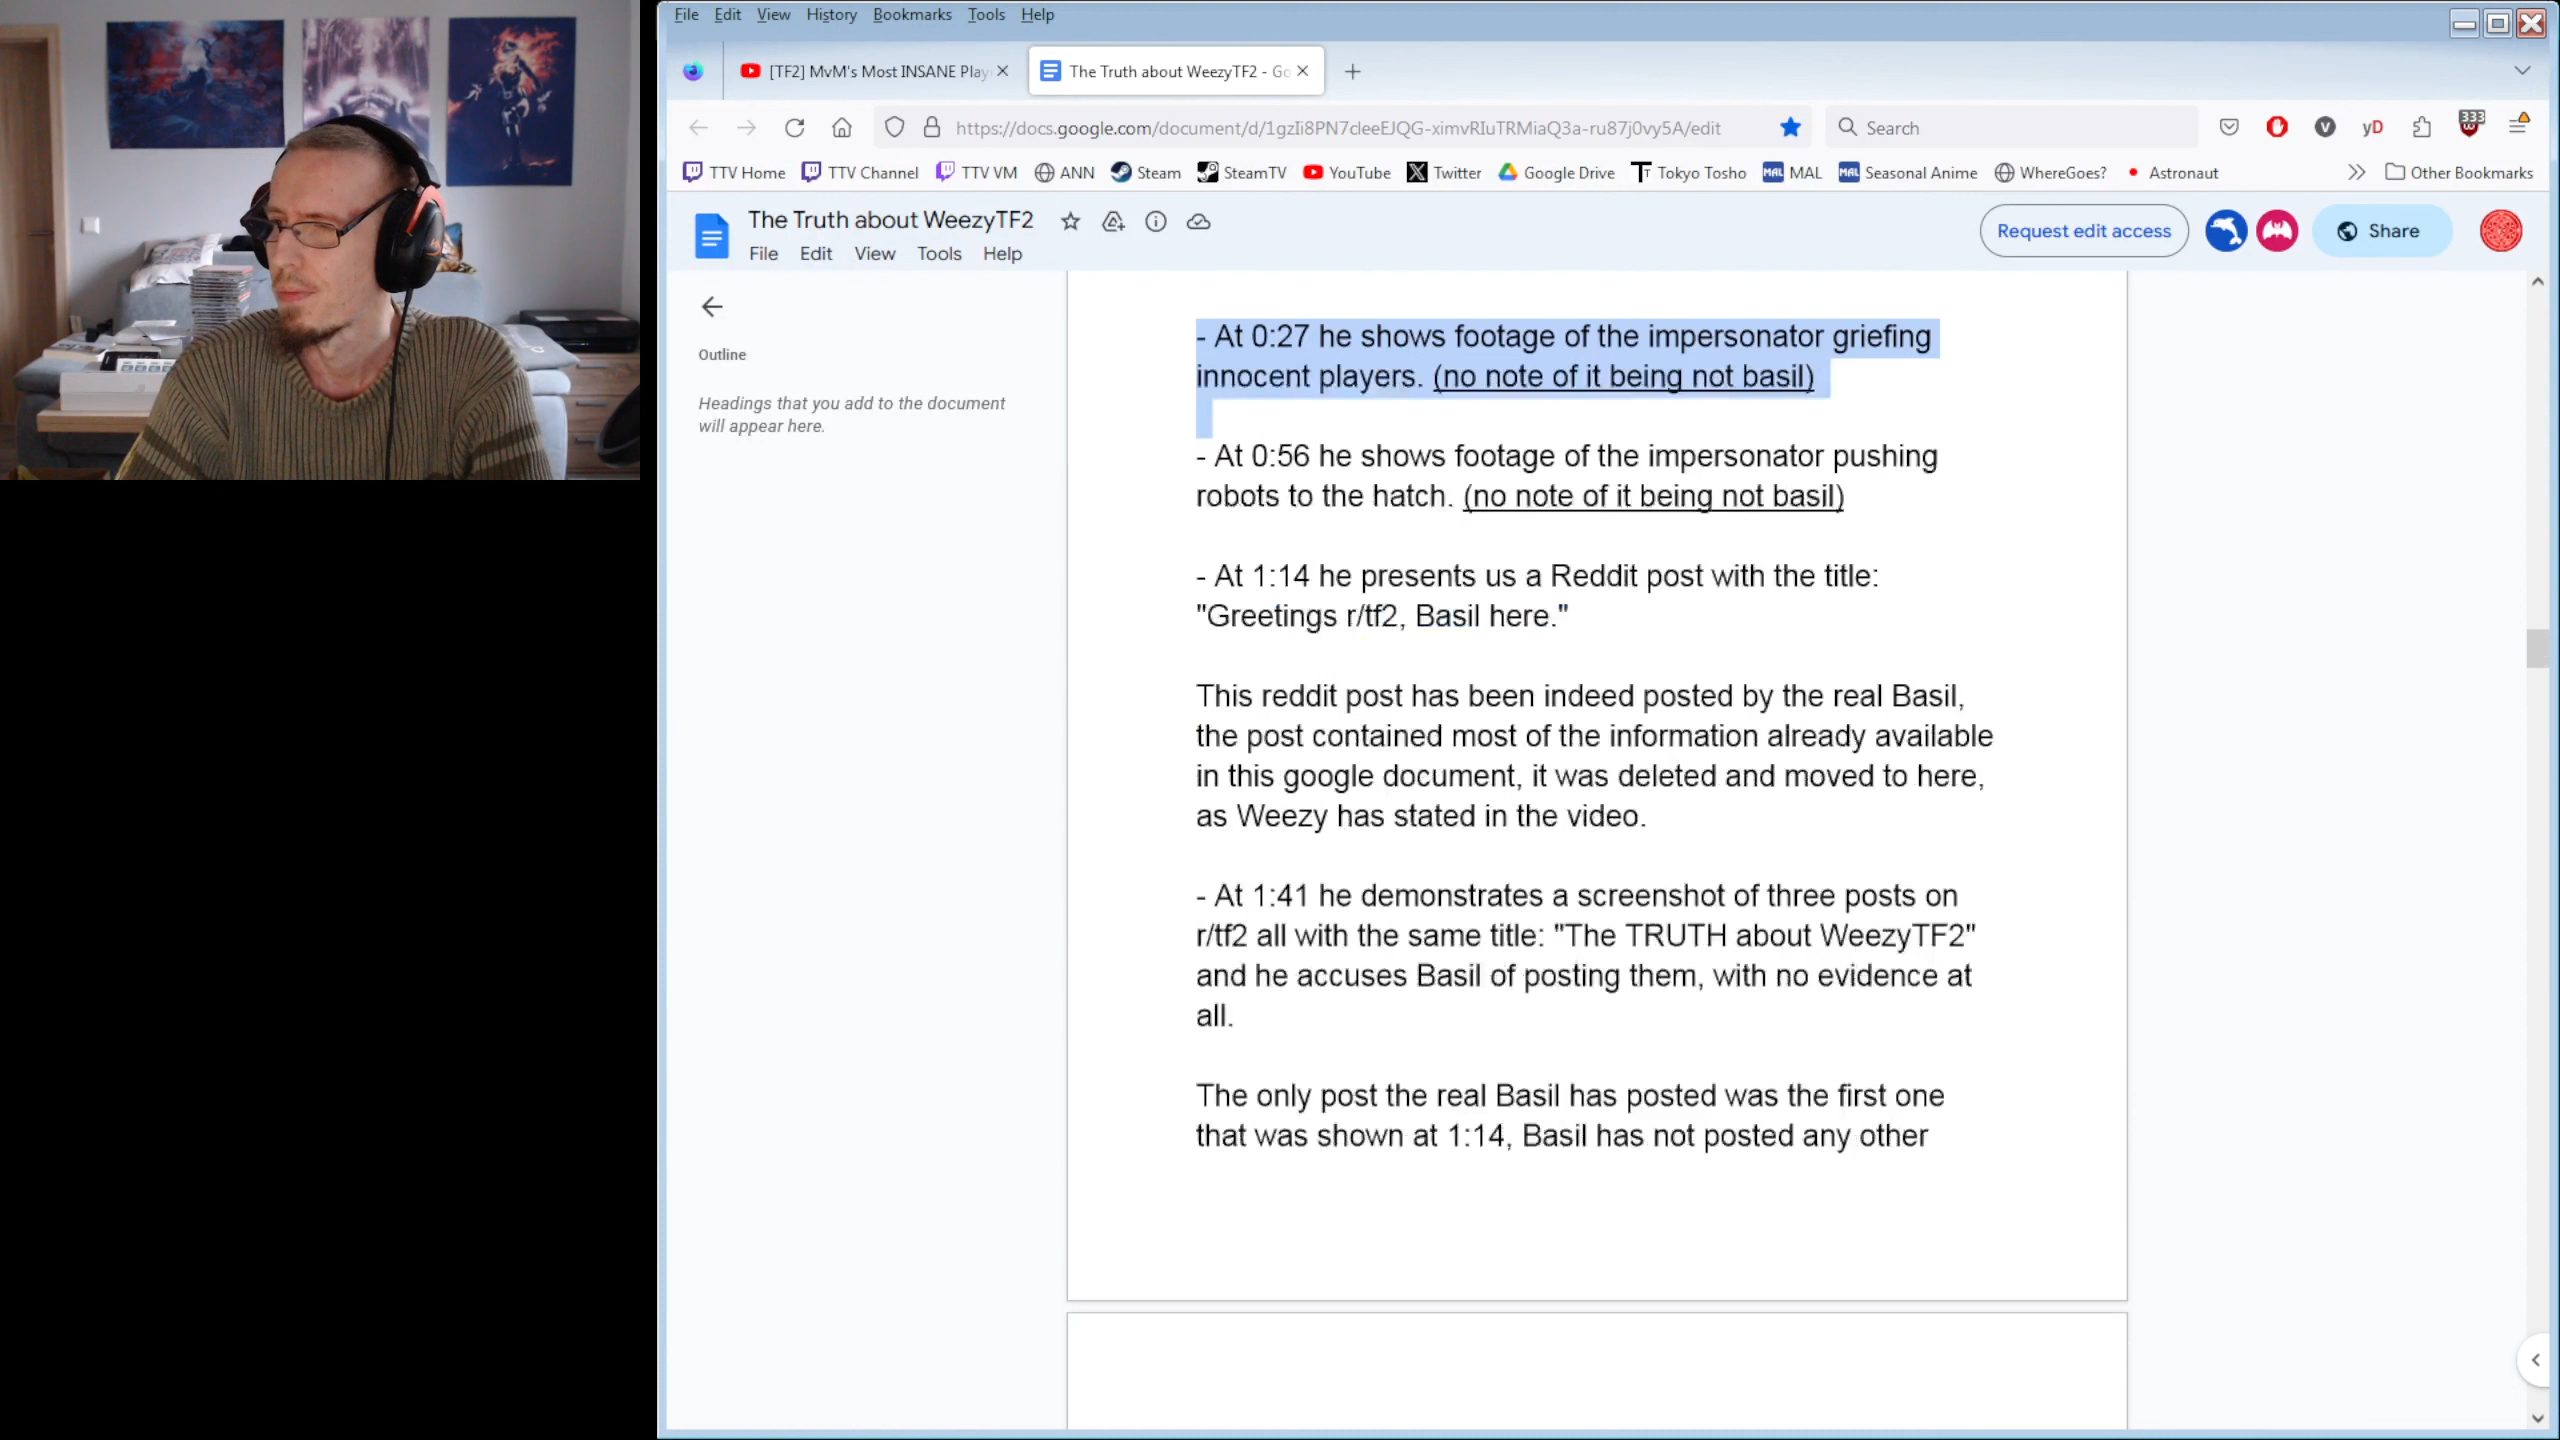 File Edit View History Bookmarks Tools Help
[TF2] MvM's Most INSANE Play
The Truth about WeezyTF2 - Go
https://docs.google.com/document/d/1gzIi8PN7cleeEJQG-ximvRIuTRMiaQ3a-ru87j0vy5A/edit
Search
yD
333
TTV Home TTV Channel TTV VM ANN Steam SteamTV YouTube Twitter Google Drive Tokyo Tosho MAL Seasonal Anime WhereGoes? Astronaut Other Bookmarks
The Truth about WeezyTF2
File Edit View Tools Help
Request edit access
Share
Outline
Headings that you add to the document
will appear here.
- At 0:27 he shows footage of the impersonator griefing
innocent players. (no note of it being not basil)
- At 0:56 he shows footage of the impersonator pushing
robots to the hatch. (no note of it being not basil)
- At 1:14 he presents us a Reddit post with the title:
"Greetings r/tf2, Basil here."
This reddit post has been indeed posted by the real Basil,
the post contained most of the information already available
in this google document, it was deleted and moved to here,
as Weezy has stated in the video.
- At 1:41 he demonstrates a screenshot of three posts on
r/tf2 all with the same title: "The TRUTH about WeezyTF2"
and he accuses Basil of posting them, with no evidence at
all.
The only post the real Basil has posted was the first one
that was shown at 1:14, Basil has not posted any other